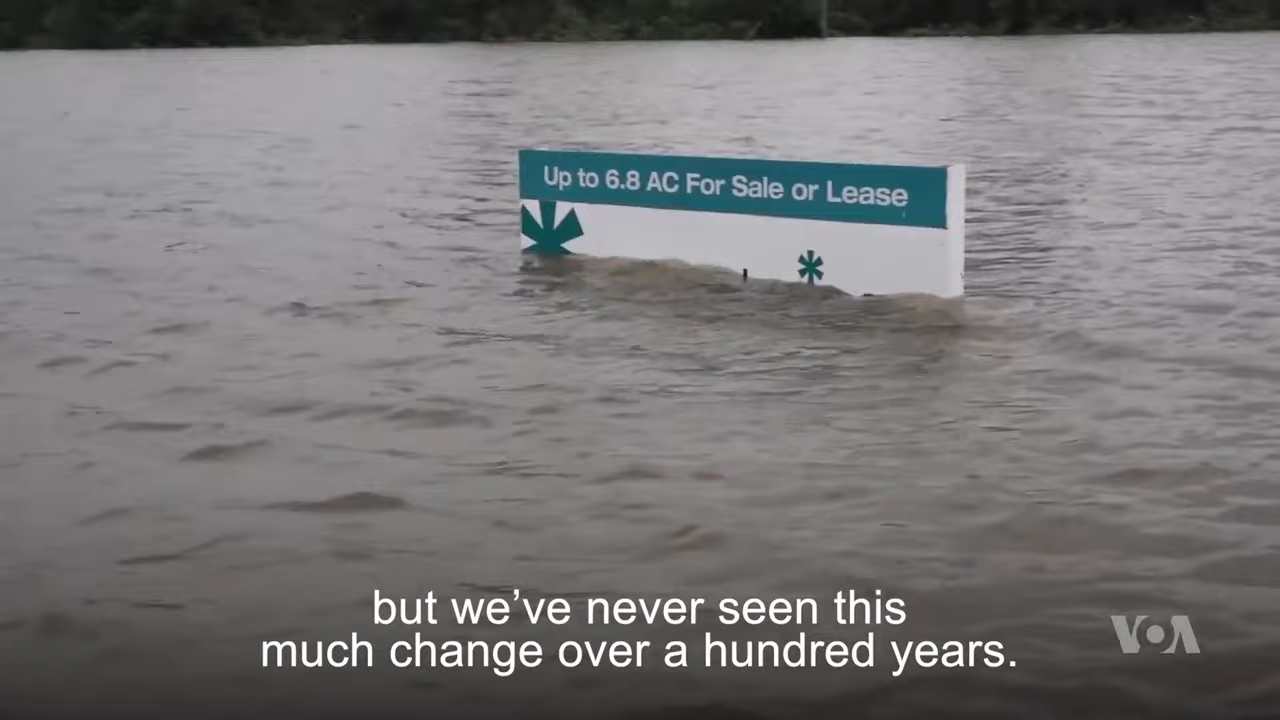 Up to 6.8 AC For Sale or Lease
but we’ve never seen this
much change over a hundred years.
VOA